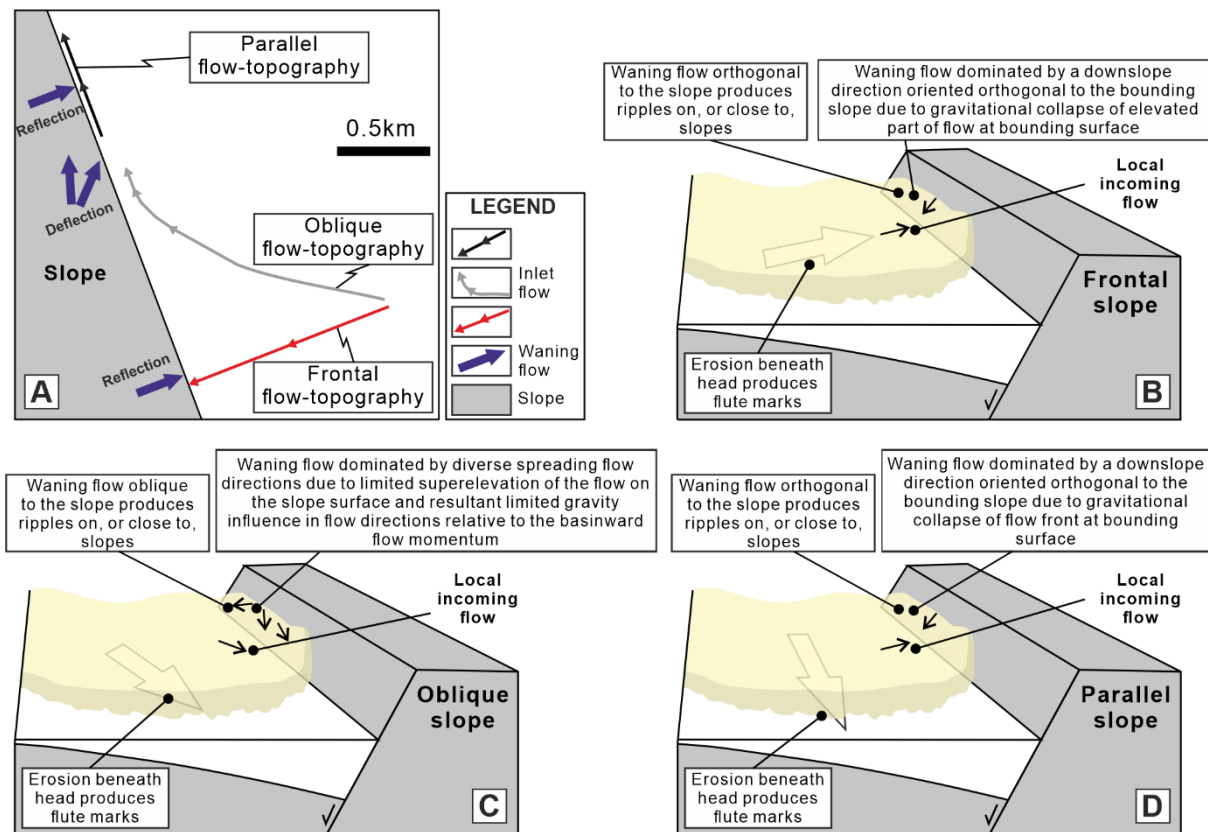 Parallel
flow-topography
Reflection
0.5km
Deflection
Oblique
flow-topography
Slope
Reflection
Frontal
flow-topography
A
LEGEND
Inlet
flow
Waning
flow
Slope
Waning flow orthogonal
to the slope produces
ripples on, or close to,
slopes
Waning flow dominated by a downslope
direction oriented orthogonal to the bounding
slope due to gravitational collapse of elevated
part of flow at bounding surface
Local
incoming
flow
Frontal
slope
Erosion beneath
head produces
flute marks
B
Waning flow oblique
to the slope produces
ripples on, or close to,
slopes
Waning flow dominated by diverse spreading flow
directions due to limited superelevation of the flow on
the slope surface and resultant limited gravity
influence in flow directions relative to the basinward
flow momentum
Local
incoming
flow
Oblique
slope
Erosion beneath
head produces
flute marks
C
Waning flow orthogonal
to the slope produces
ripples on, or close to,
slopes
Waning flow dominated by a downslope
direction oriented orthogonal to the
bounding slope due to gravitational
collapse of flow front at bounding
surface
Local
incoming
flow
Parallel
slope
Erosion beneath
head produces
flute marks
D